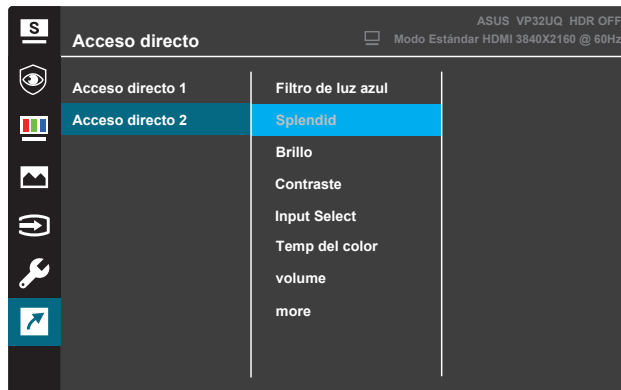 S
ASUS VP32UQ HDR OFF
Acceso directo
Modo Estándar HDMI 3840X2160 @ 60Hz
Acceso directo 1
Filtro de luz azul
Acceso directo 2
Splendid
Brillo
Contraste
Input Select
Temp del color
volume
more